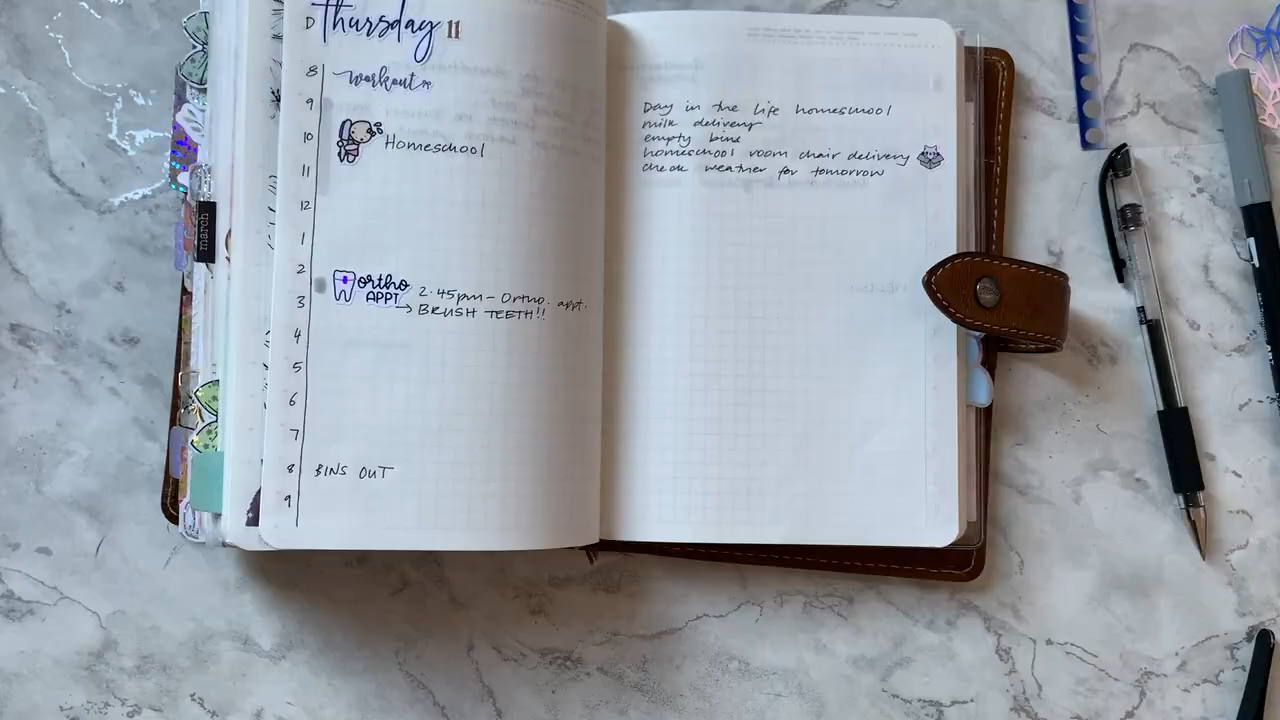 D Thursday 11
8 workout
9
10 Homeschool
11
12
1
2 ortho
APPT 2.45pm - Ortho. appt.
3 → BRUSH TEETH!!
4
5
6
7
8 BINS OUT
9
march
Day in the life homeschool
milk delivery
empty bins
homeschool room chair delivery
check weather for tomorrow